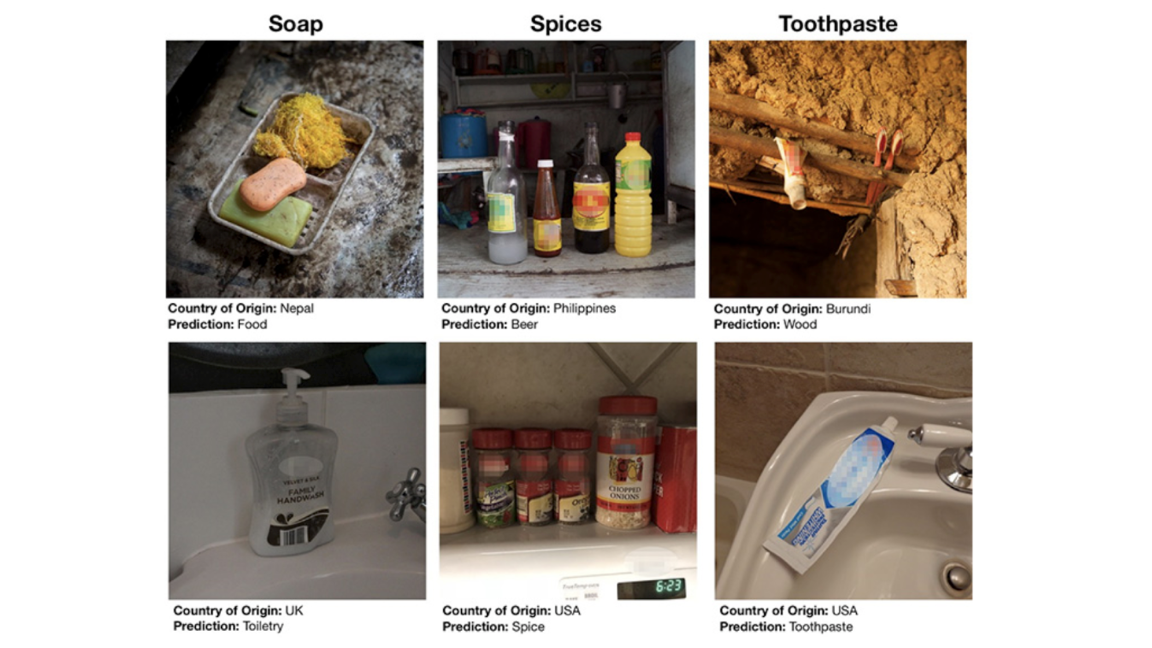 Soap
Spices
Toothpaste
Country of Origin: Nepal
Prediction: Food
Country of Origin: Philippines
Prediction: Beer
Country of Origin: Burundi
Prediction: Wood
FAMILY
HANDWASH
CHOPPED
ONIONS
6:23
Country of Origin: UK
Prediction: Toiletry
Country of Origin: USA
Prediction: Spice
Country of Origin: USA
Prediction: Toothpaste